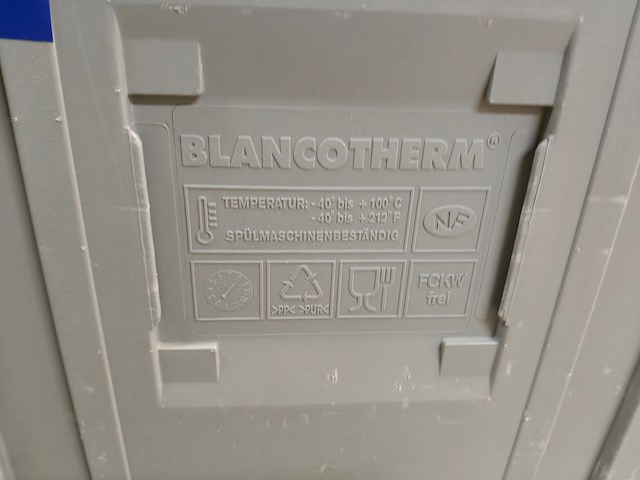 BLANCOTHERM®
TEMPERATUR: - 40° bis + 100° C
- 40° bis + 212° F
SPÜLMASCHINENBESTÄNDIG
NF
>PP< >PUR<
FCKW
frei